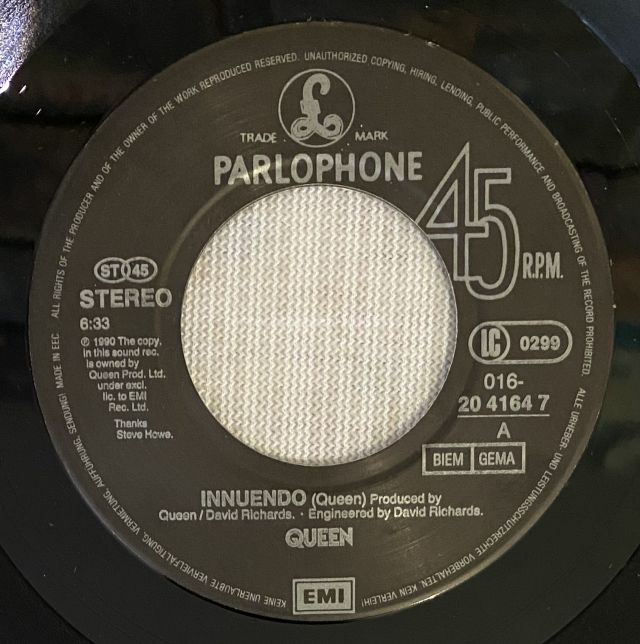 ALL RIGHTS OF THE PRODUCER AND OF THE OWNER OF THE WORK REPRODUCED RESERVED. UNAUTHORIZED COPYING, HIRING, LENDING, PUBLIC PERFORMANCE AND BROADCASTING OF THE RECORD PROHIBITED.
ALLE URHEBER- UND LEISTUNGSSCHUTZRECHTE VORBEHALTEN. KEIN VERLEIH!
KEINE UNERLAUBTE VERVIELFÄLTIGUNG, VERMIETUNG, AUFFÜHRUNG, SENDUNG! MADE IN EEC
£
TRADE MARK
PARLOPHONE
45
R.P.M.
ST 45
STEREO
6:33
℗ 1990 The copy.
in this sound rec.
is owned by
Queen Prod. Ltd.
under excl.
lic. to EMI
Rec. Ltd.
Thanks
Steve Howe.
LC 0299
016-
20 4164 7
A
BIEM GEMA
INNUENDO (Queen) Produced by
Queen / David Richards. · Engineered by David Richards.
QUEEN
EMI